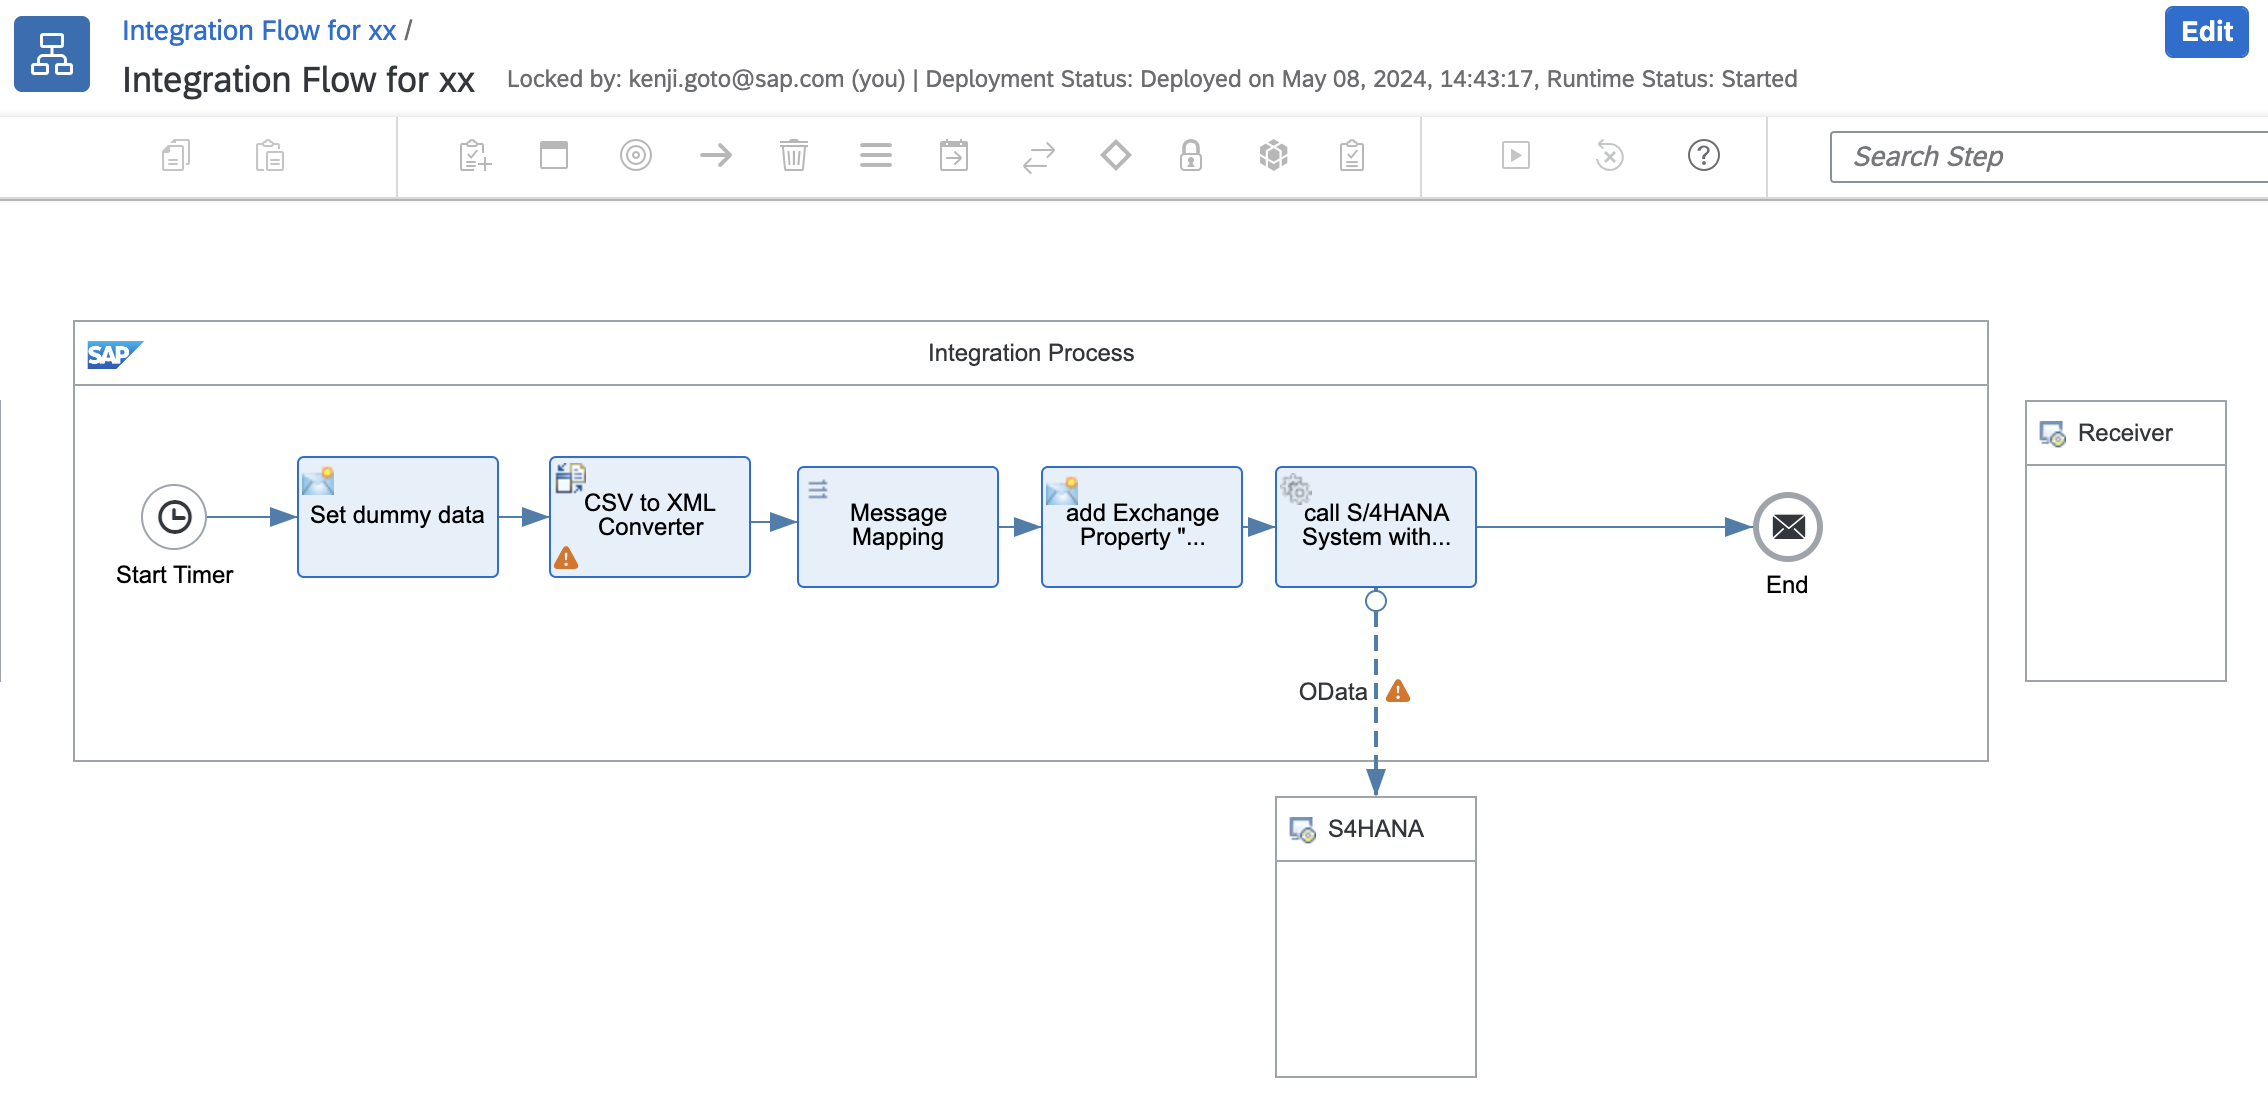 Integration Flow for xx /
Edit
Integration Flow for xx
Locked by: kenji.goto@sap.com (you) | Deployment Status: Deployed on May 08, 2024, 14:43:17, Runtime Status: Started
Search Step
SAP
Integration Process
Receiver
Start Timer
Set dummy data
CSV to XML
Converter
Message
Mapping
add Exchange
Property "...
call S/4HANA
System with...
End
OData
S4HANA